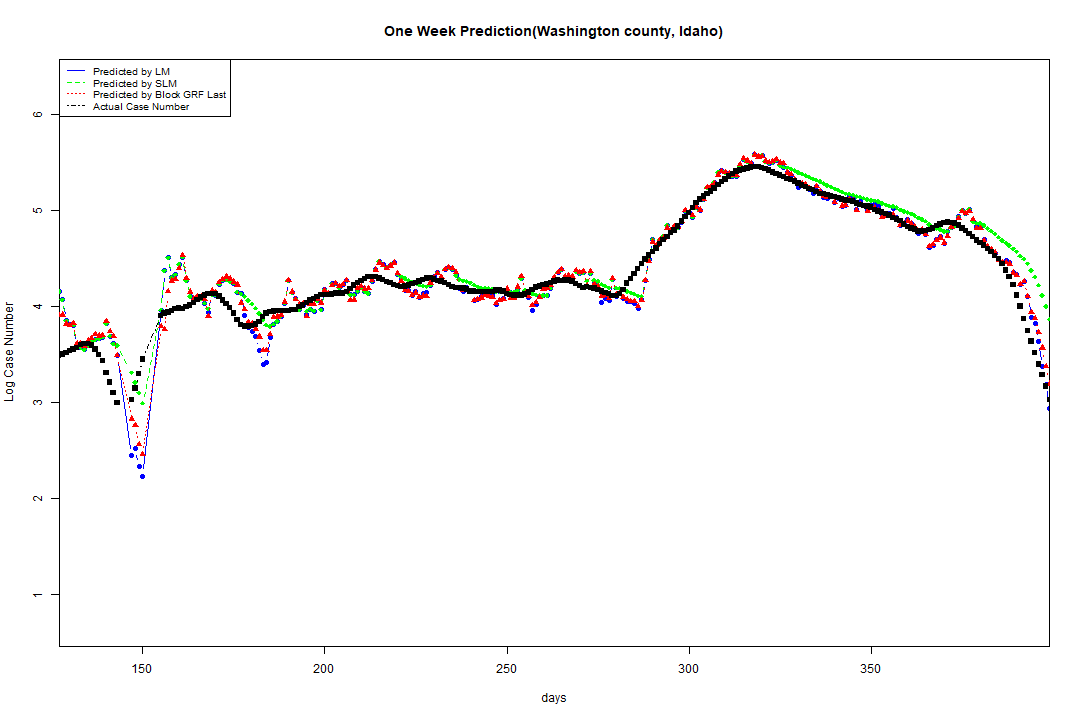 One Week Prediction(Washington county, Idaho)
Predicted by LM
Predicted by SLM
Predicted by Block GRF Last
Actual Case Number
Log Case Number
6
5
4
3
2
1
150
200
250
300
350
days